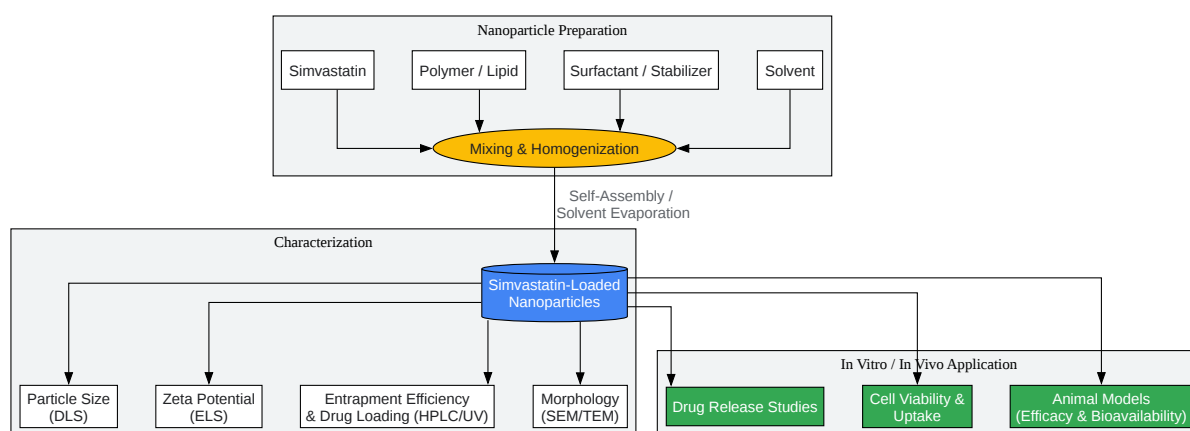 Nanoparticle Preparation
Simvastatin
Polymer / Lipid
Surfactant / Stabilizer
Solvent
Mixing & Homogenization
Self-Assembly /
Solvent Evaporation
Characterization
Simvastatin-Loaded
Nanoparticles
In Vitro / In Vivo Application
Particle Size
(DLS)
Zeta Potential
(ELS)
Entrapment Efficiency
& Drug Loading (HPLC/UV)
Morphology
(SEM/TEM)
Drug Release Studies
Cell Viability &
Uptake
Animal Models
(Efficacy & Bioavailability)